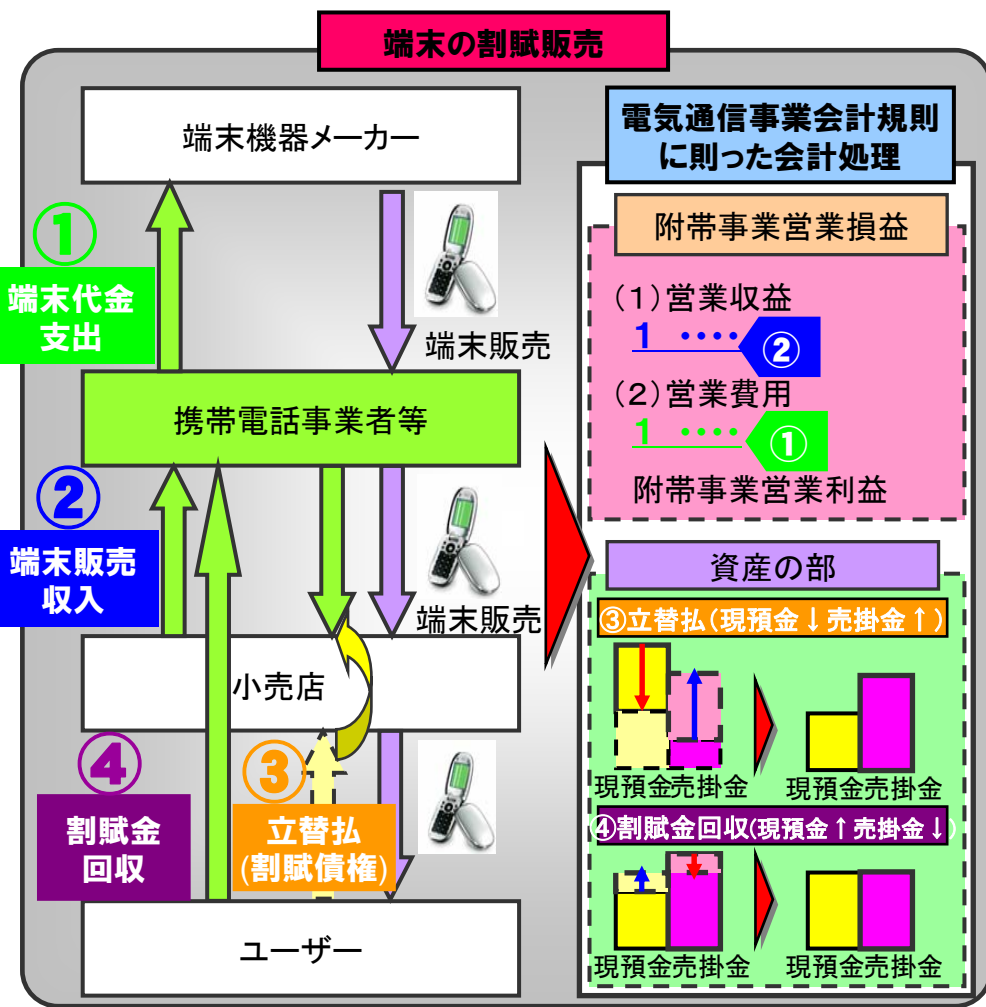 端末の割賦販売
端末機器メーカー
①
端末代金
支出
端末販売
携帯電話事業者等
②
端末販売
収入
端末販売
小売店
④
割賦金
回収
③
立替払
(割賦債権)
ユーザー
電気通信事業会計規則
に則った会計処理
附帯事業営業損益
(1)営業収益
1 ････ ②
(2)営業費用
1 ････ ①
附帯事業営業利益
資産の部
③立替払(現預金↓売掛金↑)
現預金売掛金 現預金売掛金
④割賦金回収(現預金↑売掛金↓)
現預金売掛金 現預金売掛金